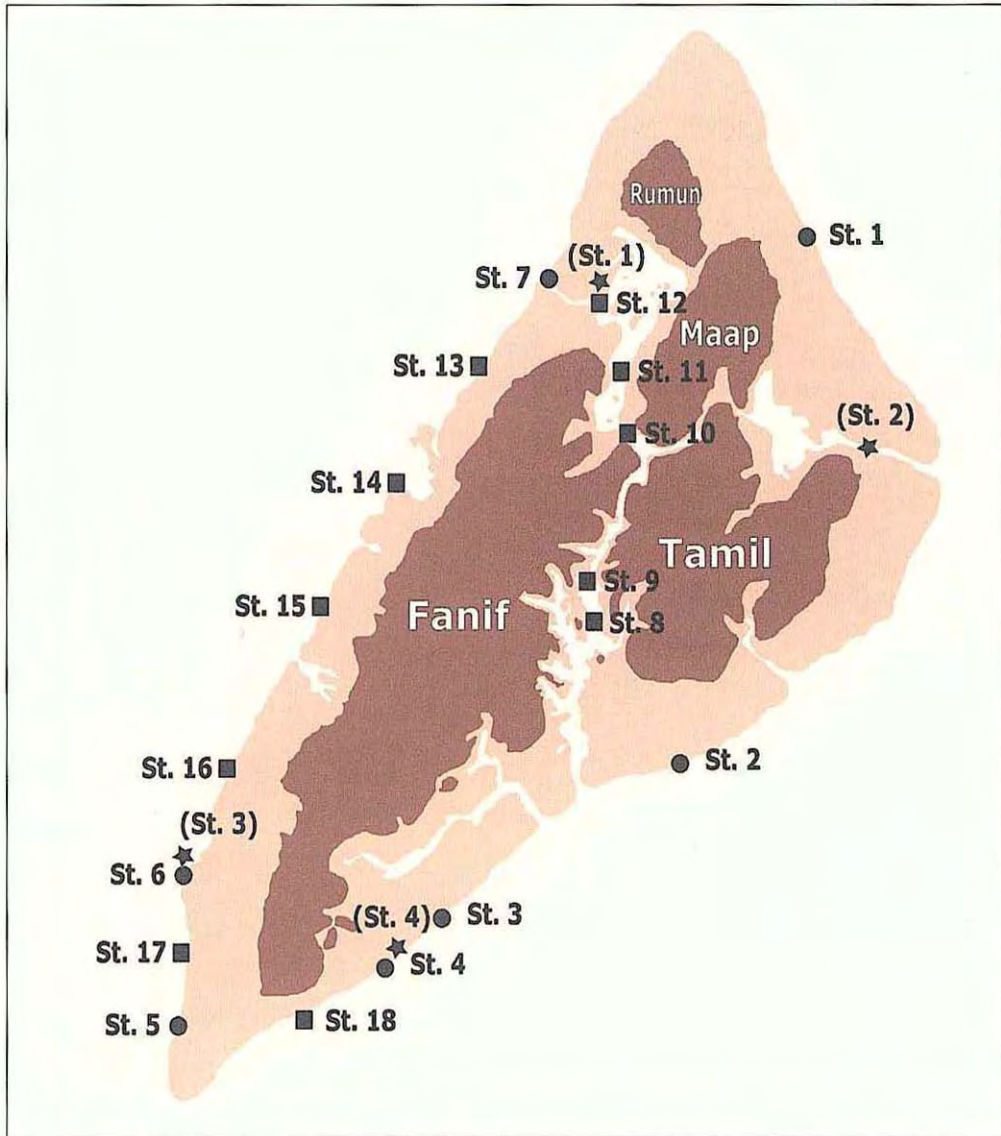 Rumun
St. 1
(St. 1)
St. 7
St. 12
Maap
St. 13
St. 11
(St. 2)
St. 10
St. 14
Tamil
St. 9
St. 15
Fanif
St. 8
St. 2
St. 16
(St. 3)
St. 6
(St. 4)
St. 3
St. 17
St. 4
St. 5
St. 18